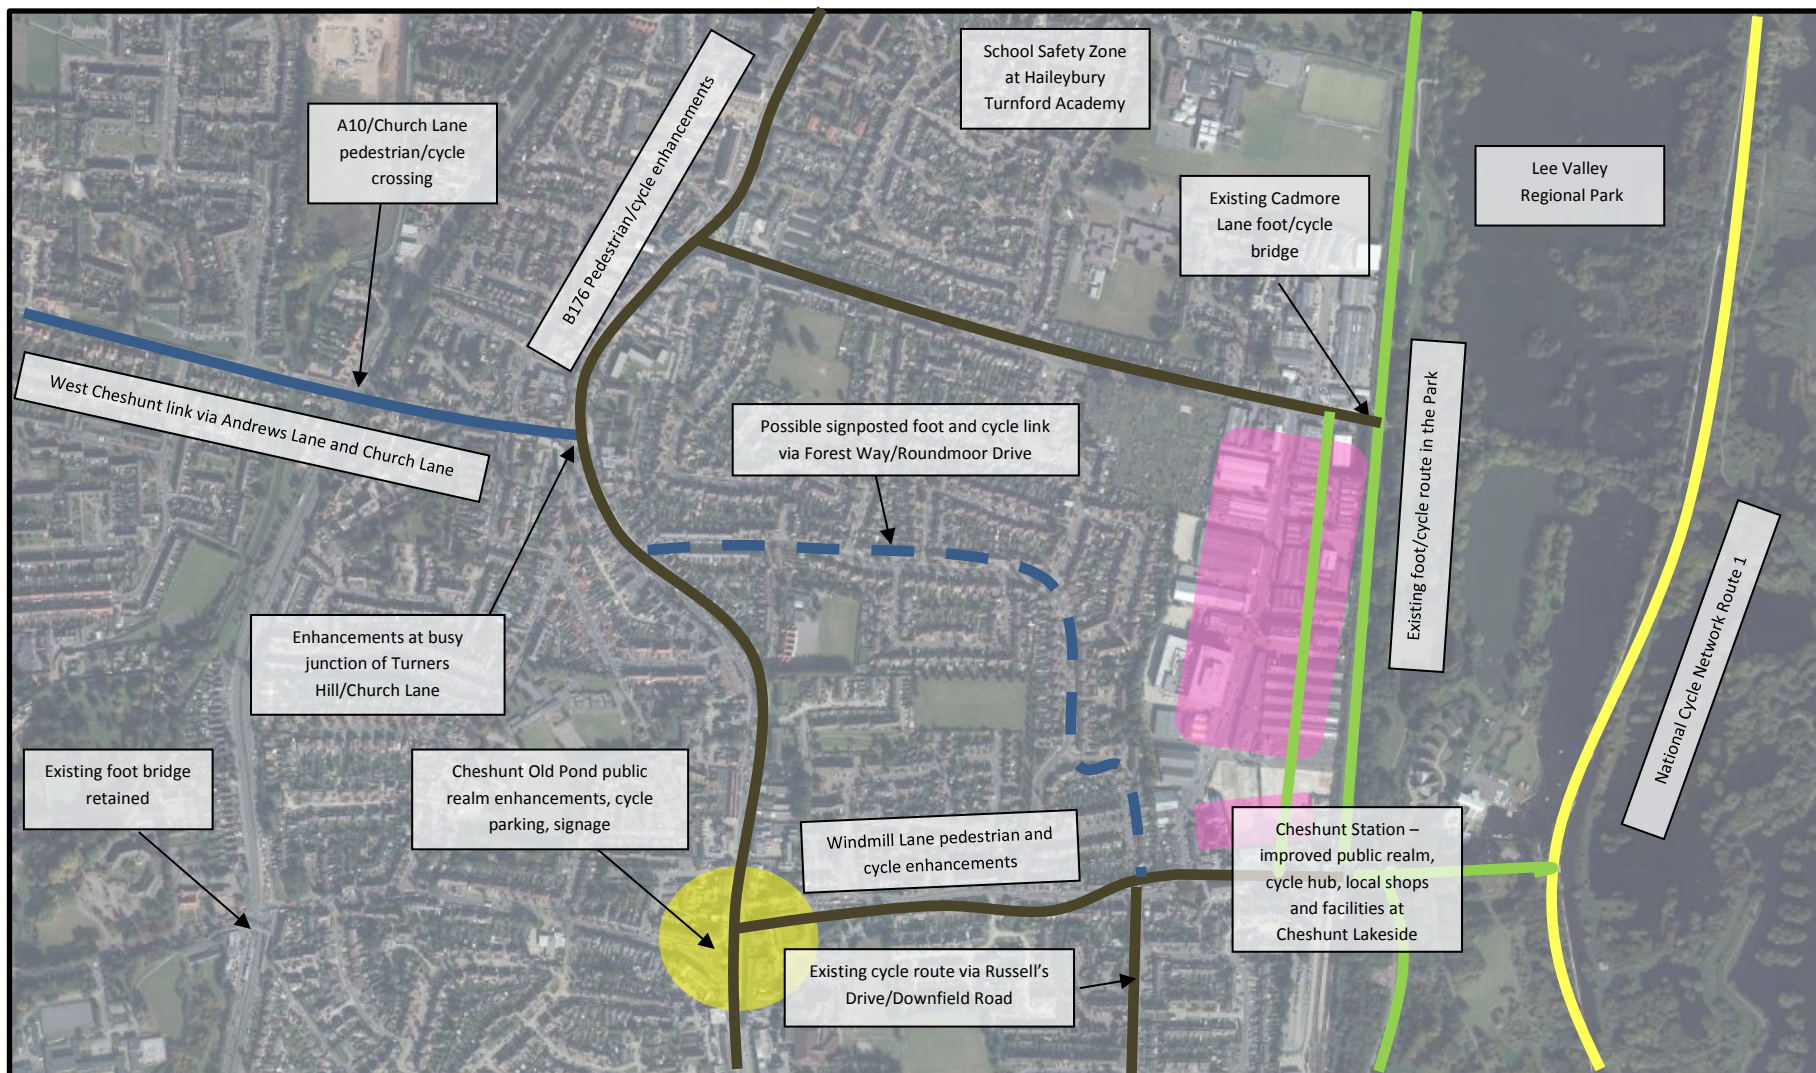 School Safety Zone
at Haileybury
Turnford Academy
A10/Church Lane
pedestrian/cycle
crossing
B176 Pedestrian/cycle enhancements
Lee Valley
Regional Park
Existing Cadmore
Lane foot/cycle
bridge
West Cheshunt link via Andrews Lane and Church Lane
Possible signposted foot and cycle link
via Forest Way/Roundmoor Drive
Existing foot/cycle route in the Park
National Cycle Network Route 1
Enhancements at busy
junction of Turners
Hill/Church Lane
Existing foot bridge
retained
Cheshunt Old Pond public
realm enhancements, cycle
parking, signage
Windmill Lane pedestrian and
cycle enhancements
Cheshunt Station –
improved public realm,
cycle hub, local shops
and facilities at
Cheshunt Lakeside
Existing cycle route via Russell’s
Drive/Downfield Road